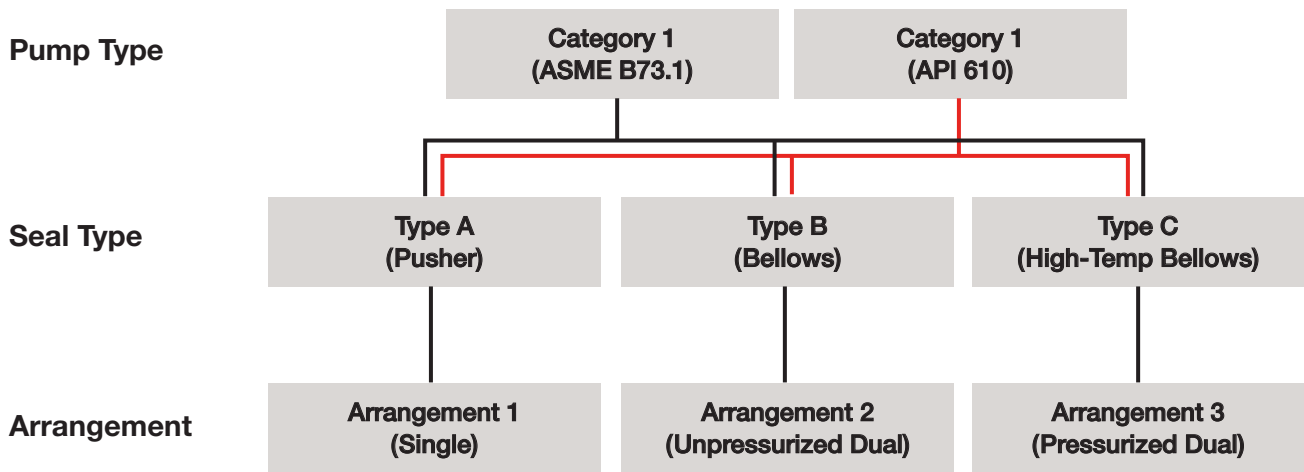 Pump Type
Category 1
(ASME B73.1)
Category 1
(API 610)
Seal Type
Type A
(Pusher)
Type B
(Bellows)
Type C
(High-Temp Bellows)
Arrangement
Arrangement 1
(Single)
Arrangement 2
(Unpressurized Dual)
Arrangement 3
(Pressurized Dual)